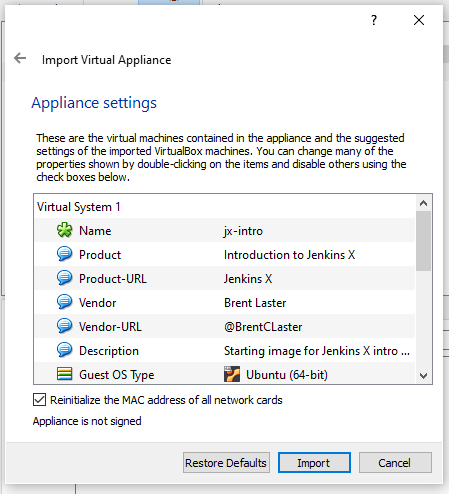 ?
Import Virtual Appliance
Appliance settings
These are the virtual machines contained in the appliance and the suggested
settings of the imported VirtualBox machines. You can change many of the
properties shown by double-clicking on the items and disable others using the
check boxes below.
Virtual System 1
Name jx-intro
Product Introduction to Jenkins X
Product-URL Jenkins X
Vendor Brent Laster
Vendor-URL @BrentCLaster
Description Starting image for Jenkins X intro ...
Guest OS Type Ubuntu (64-bit)
Reinitialize the MAC address of all network cards
Appliance is not signed
Restore Defaults Import Cancel